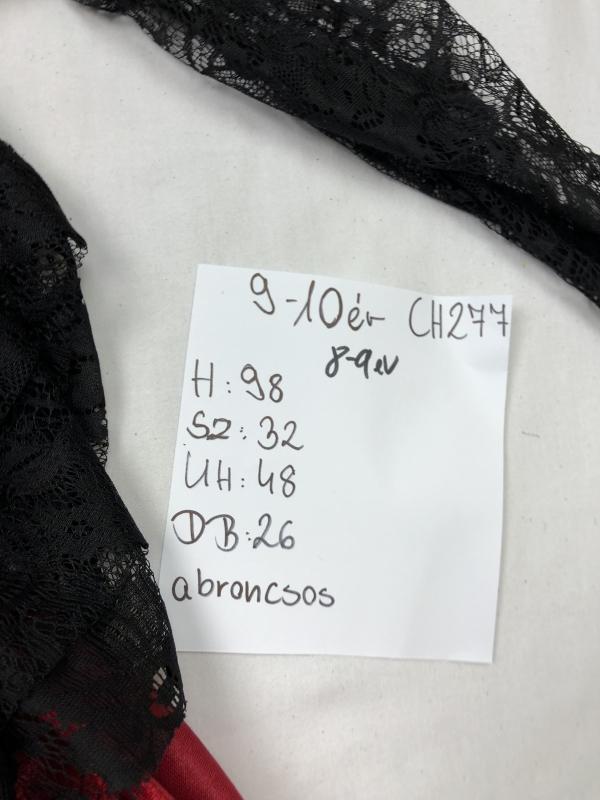 9-10év CH277
8-9év
H: 98
SZ: 32
UH: 48
DB: 26
abroncsos